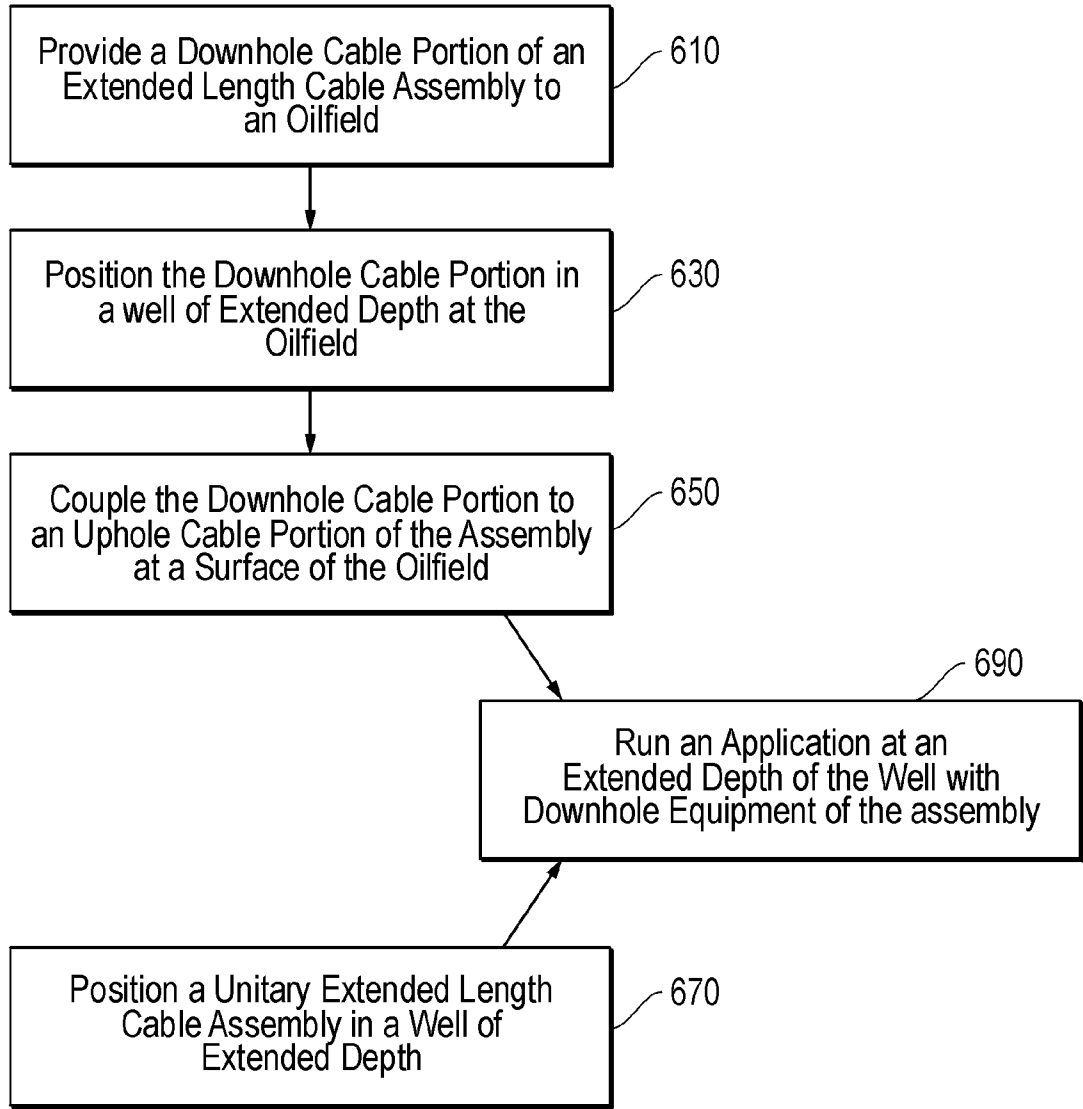 Provide a Downhole Cable Portion of an
Extended Length Cable Assembly to
an Oilfield
610
Position the Downhole Cable Portion in
a well of Extended Depth at the
Oilfield
630
Couple the Downhole Cable Portion to
an Uphole Cable Portion of the Assembly
at a Surface of the Oilfield
650
690
Run an Application at an
Extended Depth of the Well with
Downhole Equipment of the assembly
Position a Unitary Extended Length
Cable Assembly in a Well of
Extended Depth
670